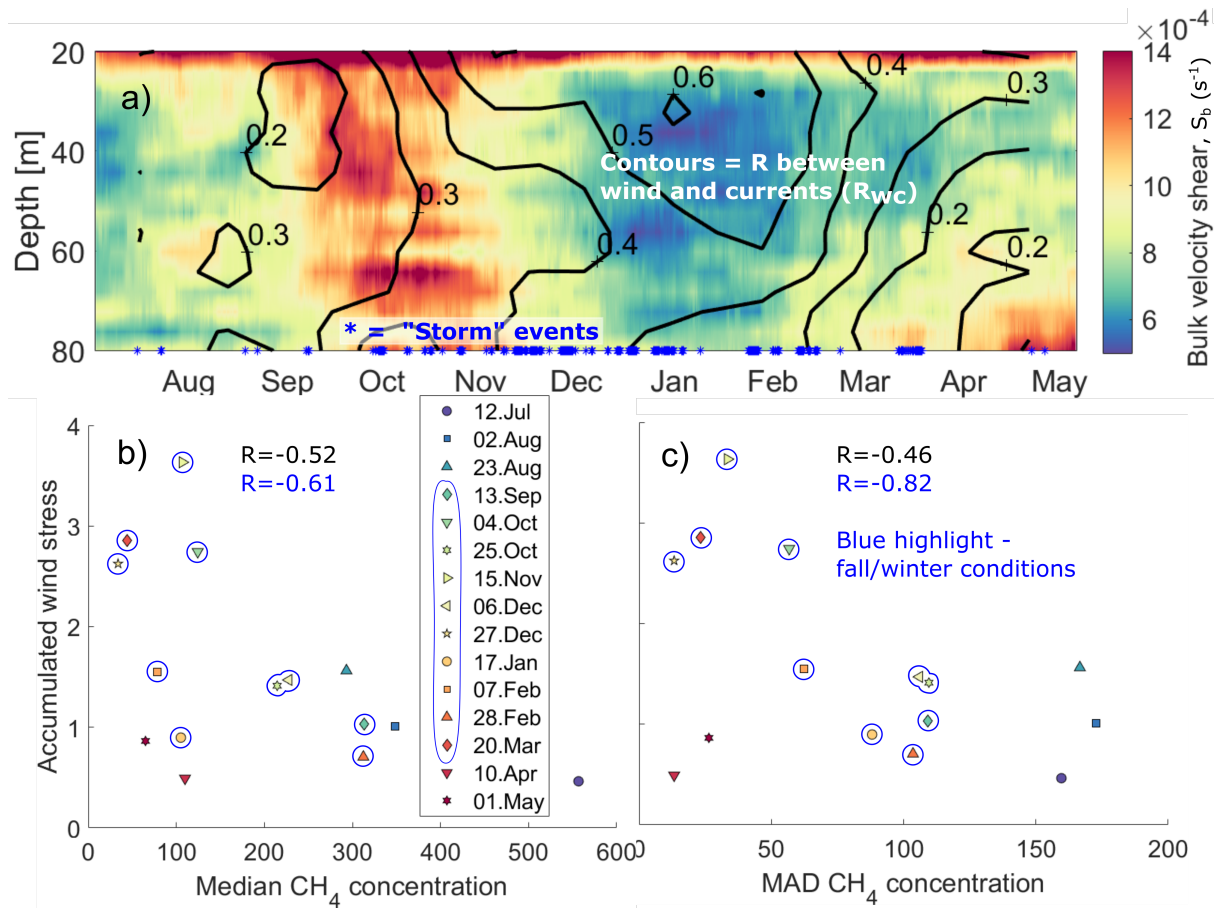 ×10⁻⁴
20
40
60
80
Depth [m]
a)
0.2
0.3
0.3
0.4
0.5
0.6
0.4
0.3
0.2
0.2
Contours = R between
wind and currents (RWC)
* = "Storm" events
Aug Sep Oct Nov Dec Jan Feb Mar Apr May
14
12
10
8
6
Bulk velocity shear, Sb (s⁻¹)
b)
R=-0.52
R=-0.61
4
3
2
1
0
Accumulated wind stress
0 100 200 300 400 500 600
Median CH₄ concentration
12.Jul
02.Aug
23.Aug
13.Sep
04.Oct
25.Oct
15.Nov
06.Dec
27.Dec
17.Jan
07.Feb
28.Feb
20.Mar
10.Apr
01.May
c)
R=-0.46
R=-0.82
Blue highlight -
fall/winter conditions
0 50 100 150 200
MAD CH₄ concentration